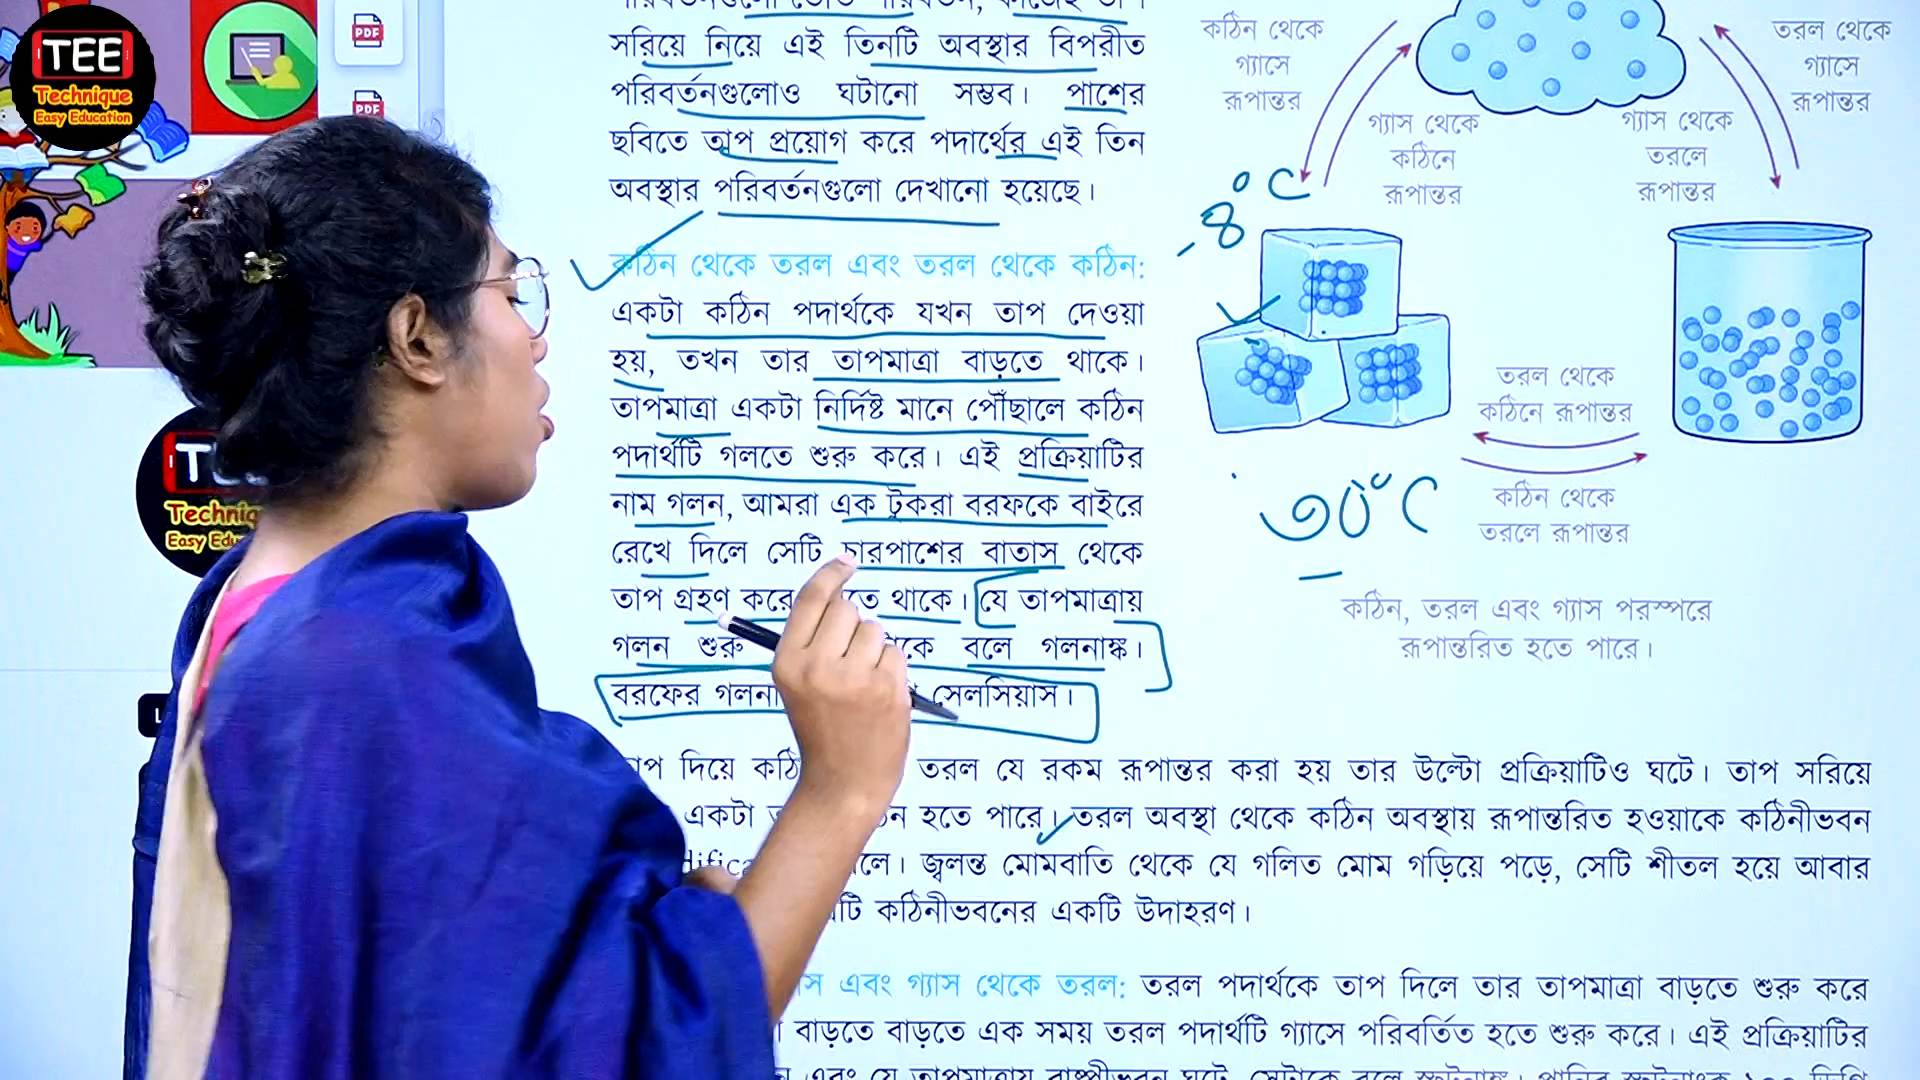 TEE
Technique
Easy Education
PDF
PDF
সরিয়ে নিয়ে এই তিনটি অবস্থার বিপরীত
পরিবর্তনগুলোও ঘটানো সম্ভব। পাশের
ছবিতে তাপ প্রয়োগ করে পদার্থের এই তিন
অবস্থার পরিবর্তনগুলো দেখানো হয়েছে।
কঠিন থেকে তরল এবং তরল থেকে কঠিন:
একটা কঠিন পদার্থকে যখন তাপ দেওয়া
হয়, তখন তার তাপমাত্রা বাড়তে থাকে।
তাপমাত্রা একটা নির্দিষ্ট মানে পৌঁছালে কঠিন
পদার্থটি গলতে শুরু করে। এই প্রক্রিয়াটির
নাম গলন, আমরা এক টুকরা বরফকে বাইরে
রেখে দিলে সেটি চারপাশের বাতাস থেকে
তাপ গ্রহণ করে থাকে। যে তাপমাত্রায়
গলন শুরু বলে গলনাঙ্ক।
বরফের সেলসিয়াস।
কঠিন থেকে
গ্যাসে
রূপান্তর
গ্যাস থেকে
কঠিনে
রূপান্তর
গ্যাস থেকে
তরলে
রূপান্তর
তরল থেকে
গ্যাসে
রূপান্তর
-8°C
তরল থেকে
কঠিনে রূপান্তর
কঠিন থেকে
তরলে রূপান্তর
৩০°C
কঠিন, তরল এবং গ্যাস পরস্পরে
রূপান্তরিত হতে পারে।
দিয়ে তরল যে রকম রূপান্তর করা হয় তার উল্টো প্রক্রিয়াটিও ঘটে। তাপ সরিয়ে
একটা হতে পারে। তরল অবস্থা থেকে কঠিন অবস্থায় রূপান্তরিত হওয়াকে কঠিনীভবন
জ্বলন্ত মোমবাতি থেকে যে গলিত মোম গড়িয়ে পড়ে, সেটি শীতল হয়ে আবার
কঠিনীভবনের একটি উদাহরণ।
এবং গ্যাস থেকে তরল: তরল পদার্থকে তাপ দিলে তার তাপমাত্রা বাড়তে শুরু করে
বাড়তে বাড়তে এক সময় তরল পদার্থটি গ্যাসে পরিবর্তিত হতে শুরু করে। এই প্রক্রিয়াটির